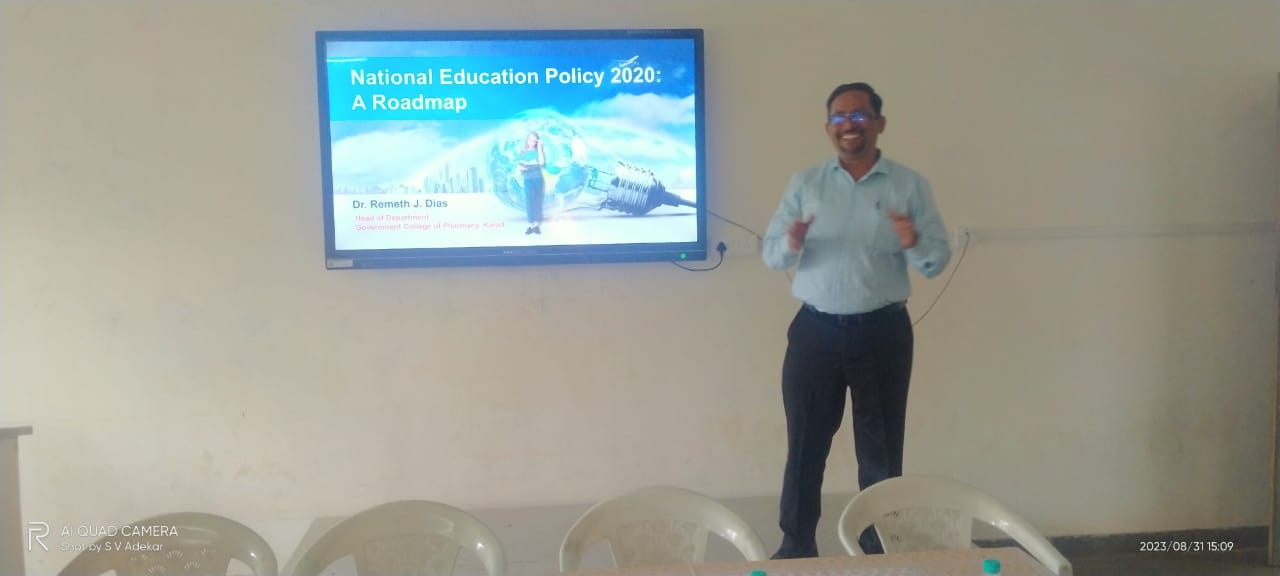 National Education Policy 2020:
A Roadmap
Dr. Remeth J. Dias
Head of Department
Government College of Pharmacy, Karad
AI QUAD CAMERA
Shot by S V Adekar
2023/08/31 15:09